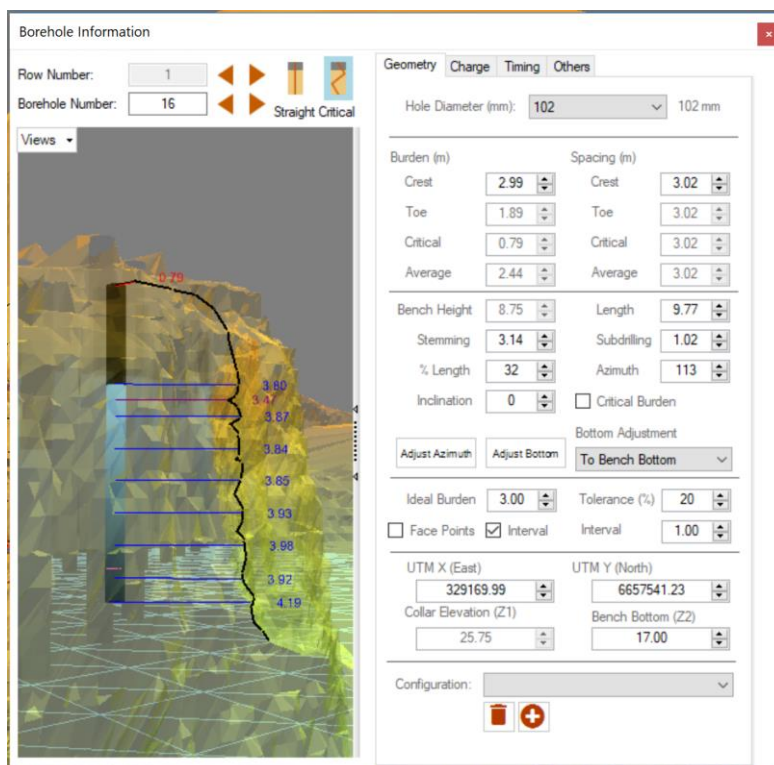 Borehole Information
Row Number: 1
Borehole Number: 16
Straight Critical
Views
0.79
3.80
3.47
3.87
3.84
3.85
3.93
3.98
3.92
4.19
Geometry Charge Timing Others
Hole Diameter (mm): 102 102 mm
Burden (m) Spacing (m)
Crest 2.99 Crest 3.02
Toe 1.89 Toe 3.02
Critical 0.79 Critical 3.02
Average 2.44 Average 3.02
Bench Height 8.75 Length 9.77
Stemming 3.14 Subdrilling 1.02
% Length 32 Azimuth 113
Inclination 0 Critical Burden
Bottom Adjustment
Adjust Azimuth Adjust Bottom To Bench Bottom
Ideal Burden 3.00 Tolerance (%) 20
Face Points Interval Interval 1.00
UTM X (East) UTM Y (North)
329169.99 6657541.23
Collar Elevation (Z1) Bench Bottom (Z2)
25.75 17.00
Configuration: